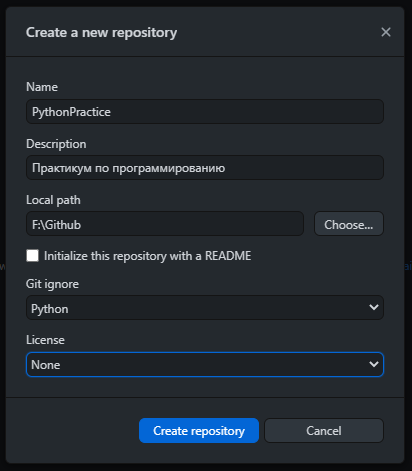 Create a new repository
Name
PythonPractice
Description
Практикум по программированию
Local path
F:\Github
Choose...
Initialize this repository with a README
Git ignore
Python
License
None
Create repository
Cancel